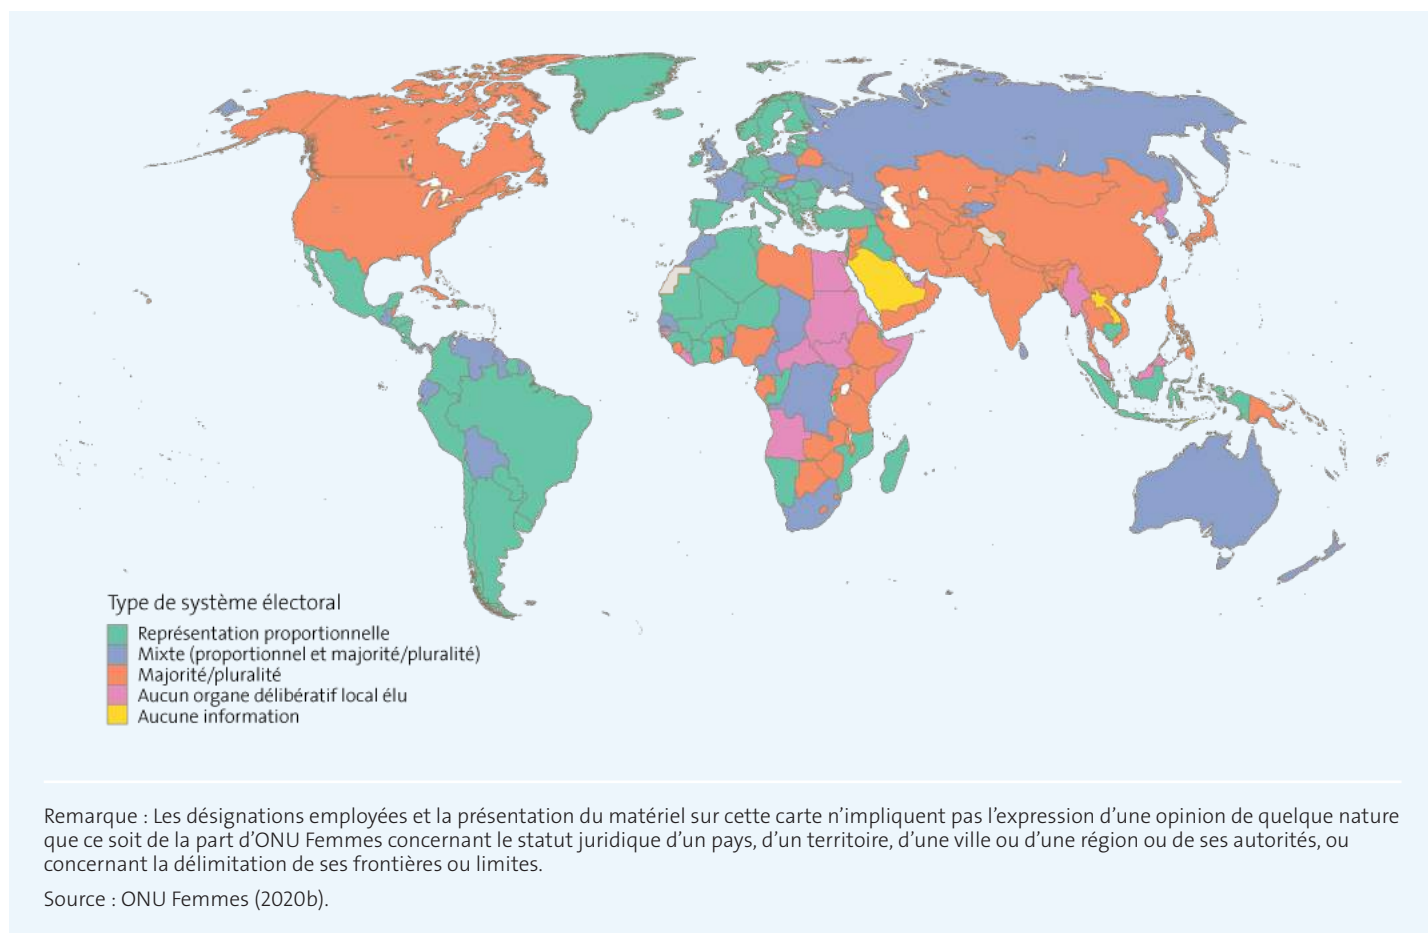 Type de système électoral
Représentation proportionnelle
Mixte (proportionnel et majorité/pluralité)
Majorité/pluralité
Aucun organe délibératif local élu
Aucune information
Remarque : Les désignations employées et la présentation du matériel sur cette carte n’impliquent pas l’expression d’une opinion de quelque nature
que ce soit de la part d’ONU Femmes concernant le statut juridique d’un pays, d’un territoire, d’une ville ou d’une région ou de ses autorités, ou
concernant la délimitation de ses frontières ou limites.
Source : ONU Femmes (2020b).